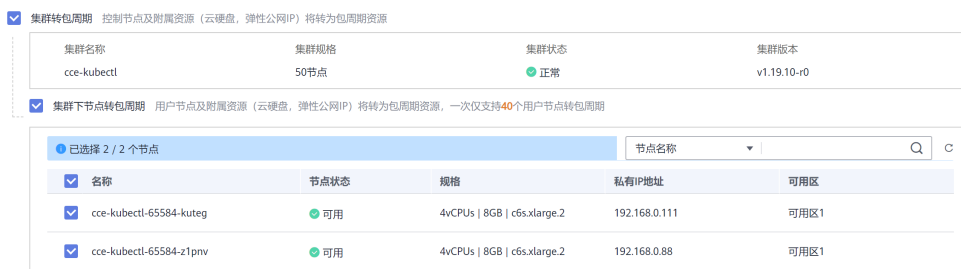 集群转包周期 控制节点及附属资源（云硬盘，弹性公网IP）将转为包周期资源
集群名称 集群规格 集群状态 集群版本
cce-kubectl 50节点 正常 v1.19.10-r0
集群下节点转包周期 用户节点及附属资源（云硬盘，弹性公网IP）将转为包周期资源，一次仅支持40个用户节点转包周期
已选择 2 / 2 个节点 节点名称
名称 节点状态 规格 私有IP地址 可用区
cce-kubectl-65584-kuteg 可用 4vCPUs | 8GB | c6s.xlarge.2 192.168.0.111 可用区1
cce-kubectl-65584-z1pnv 可用 4vCPUs | 8GB | c6s.xlarge.2 192.168.0.88 可用区1